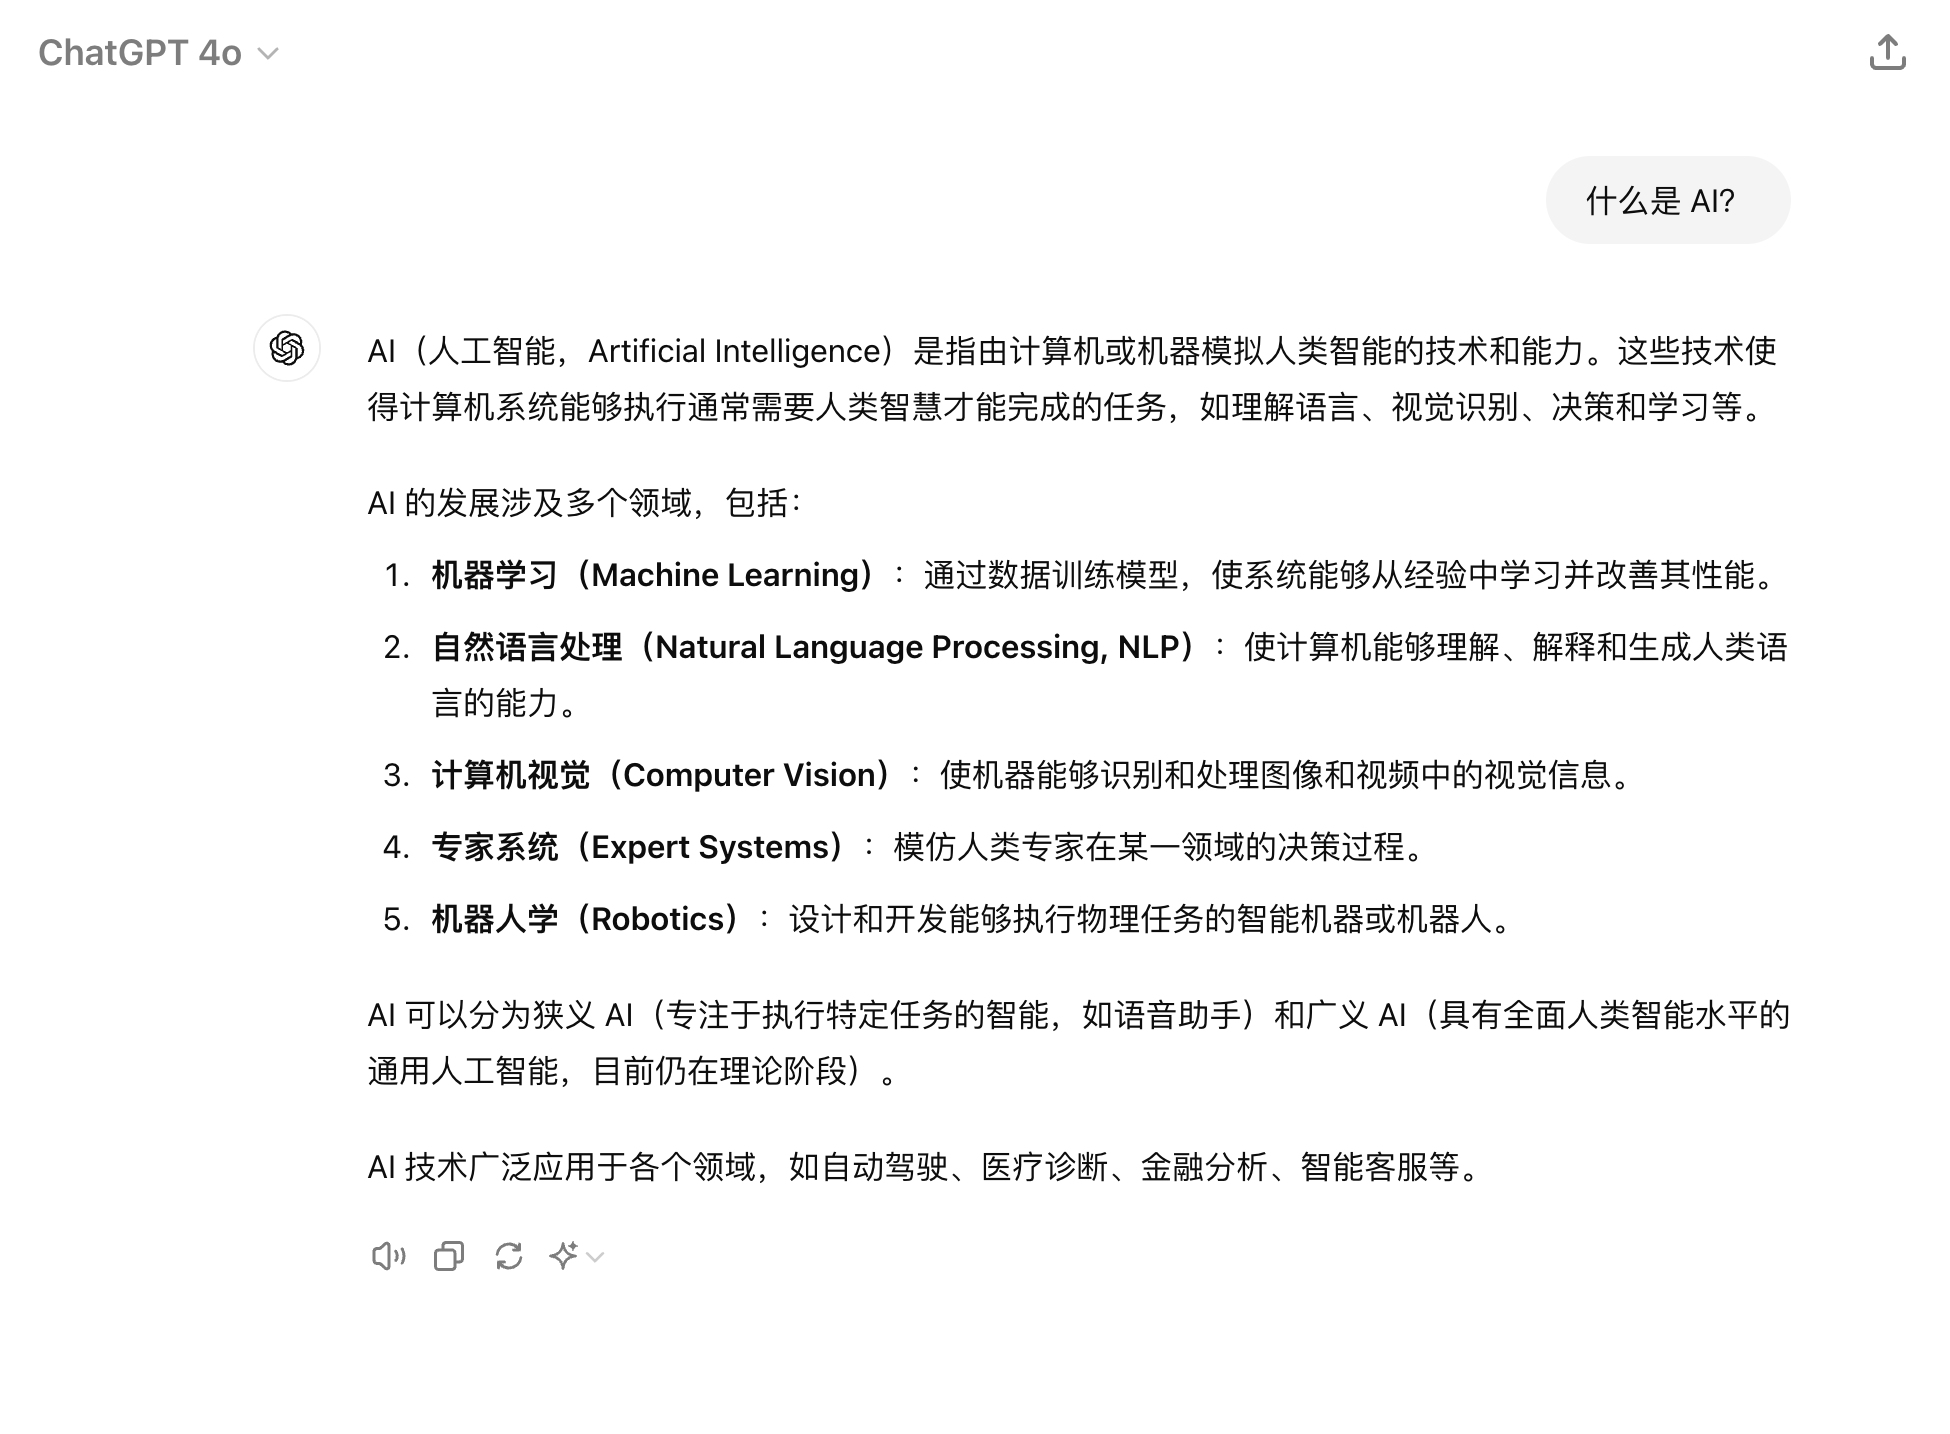 ChatGPT 4o
什么是 AI?
AI（人工智能，Artificial Intelligence）是指由计算机或机器模拟人类智能的技术和能力。这些技术使
得计算机系统能够执行通常需要人类智慧才能完成的任务，如理解语言、视觉识别、决策和学习等。
AI 的发展涉及多个领域，包括：
1. 机器学习（Machine Learning）：通过数据训练模型，使系统能够从经验中学习并改善其性能。
2. 自然语言处理（Natural Language Processing, NLP）：使计算机能够理解、解释和生成人类语
言的能力。
3. 计算机视觉（Computer Vision）：使机器能够识别和处理图像和视频中的视觉信息。
4. 专家系统（Expert Systems）：模仿人类专家在某一领域的决策过程。
5. 机器人学（Robotics）：设计和开发能够执行物理任务的智能机器或机器人。
AI 可以分为狭义 AI（专注于执行特定任务的智能，如语音助手）和广义 AI（具有全面人类智能水平的
通用人工智能，目前仍在理论阶段）。
AI 技术广泛应用于各个领域，如自动驾驶、医疗诊断、金融分析、智能客服等。